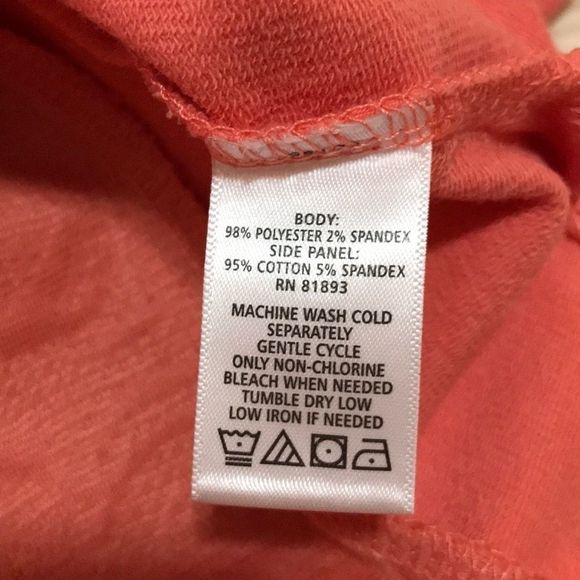 BODY:
98% POLYESTER 2% SPANDEX
SIDE PANEL:
95% COTTON 5% SPANDEX
RN 81893
MACHINE WASH COLD
SEPARATELY
GENTLE CYCLE
ONLY NON-CHLORINE
BLEACH WHEN NEEDED
TUMBLE DRY LOW
LOW IRON IF NEEDED